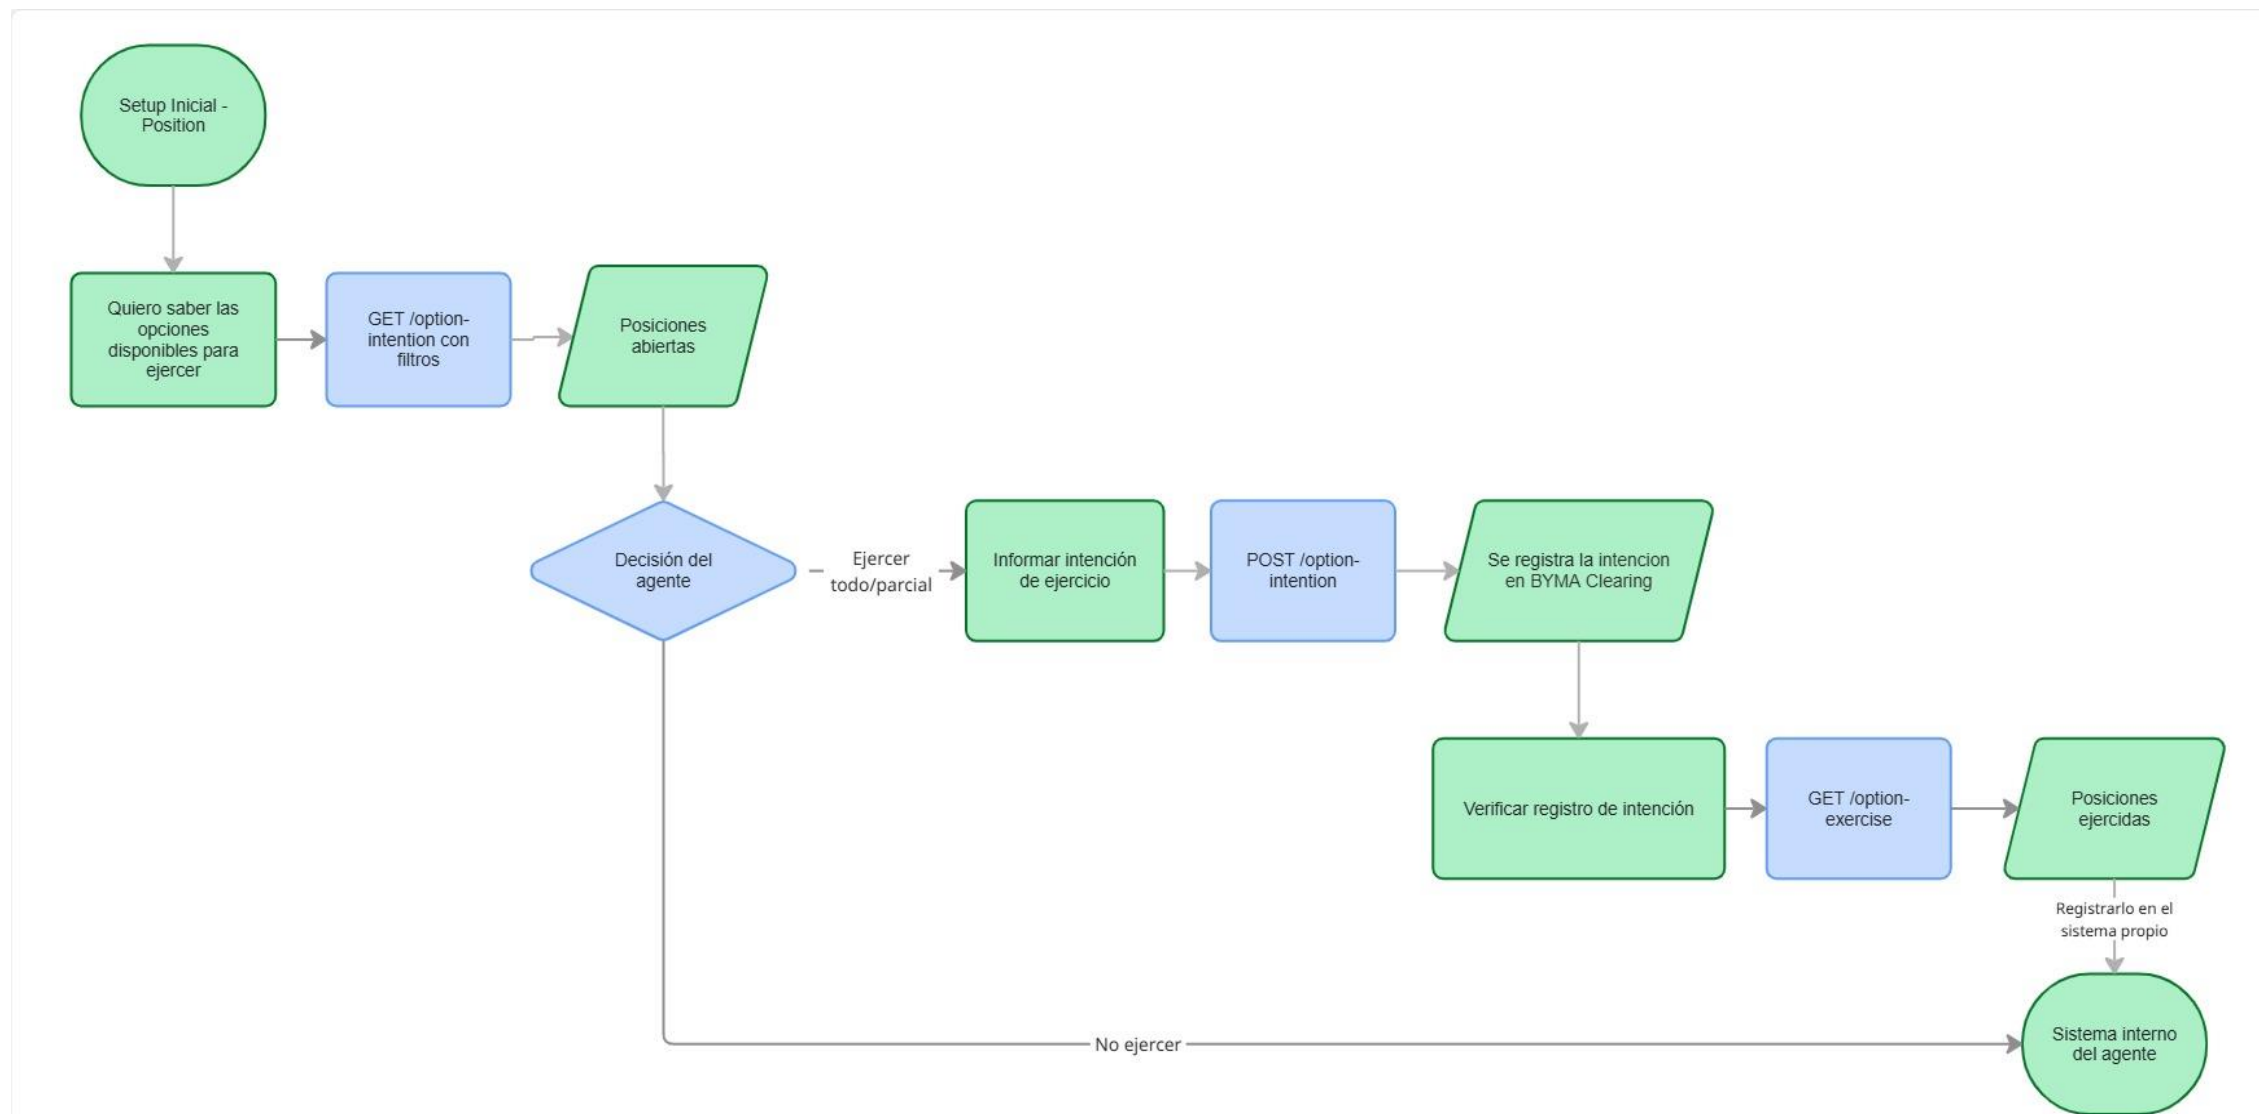 Setup Inicial -
Position
Quiero saber las
opciones
disponibles para
ejercer
GET /option-
intention con
filtros
Posiciones
abiertas
Decisión del
agente
Ejercer
todo/parcial
Informar intención
de ejercicio
POST /option-
intention
Se registra la intencion
en BYMA Clearing
Verificar registro de intención
GET /option-
exercise
Posiciones
ejercidas
Registrarlo en el
sistema propio
No ejercer
Sistema interno
del agente